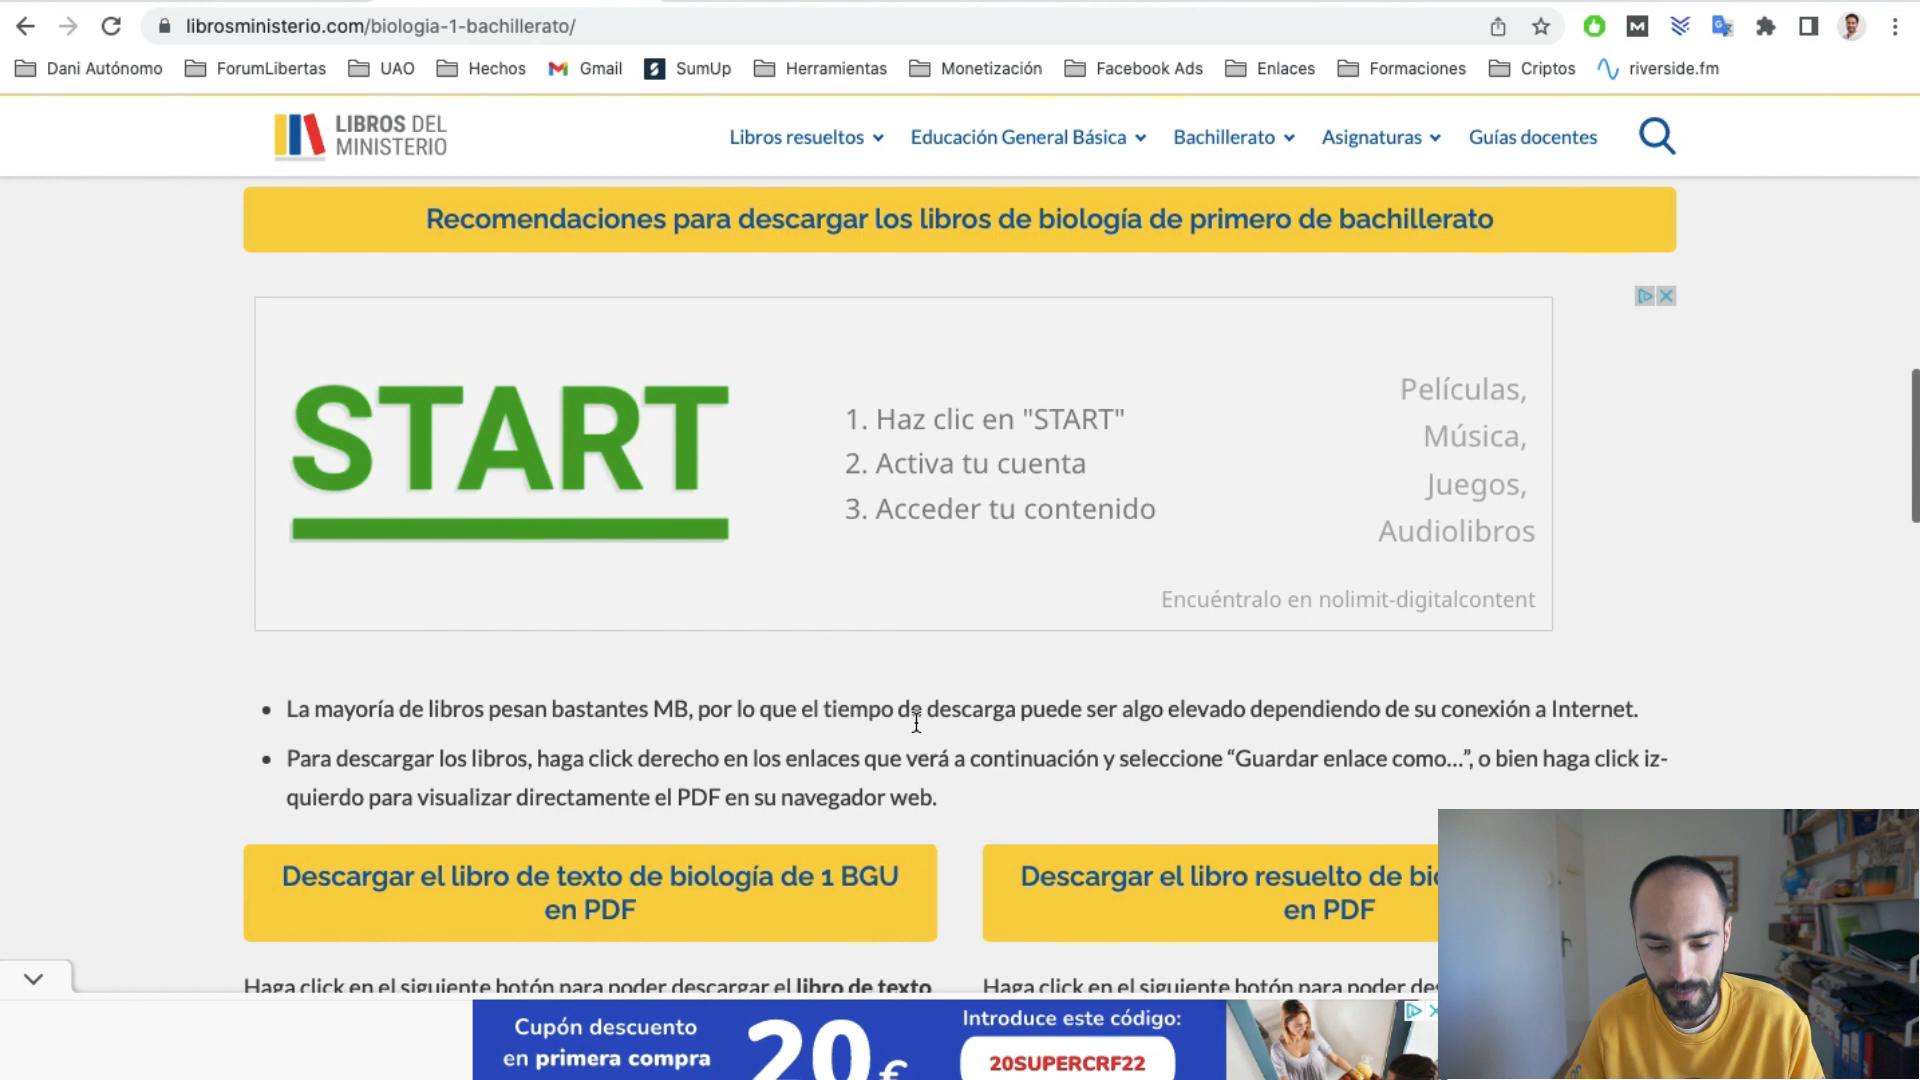 librosministerio.com/biologia-1-bachillerato/
Dani Autónomo ForumLibertas UAO Hechos Gmail SumUp Herramientas Monetización Facebook Ads Enlaces Formaciones Criptos riverside.fm
LIBROS DEL
MINISTERIO
Libros resueltos Educación General Básica Bachillerato Asignaturas Guías docentes
Recomendaciones para descargar los libros de biología de primero de bachillerato
START
1. Haz clic en "START"
2. Activa tu cuenta
3. Acceder tu contenido
Películas,
Música,
Juegos,
Audiolibros
Encuéntralo en nolimit-digitalcontent
• La mayoría de libros pesan bastantes MB, por lo que el tiempo de descarga puede ser algo elevado dependiendo de su conexión a Internet.
• Para descargar los libros, haga click derecho en los enlaces que verá a continuación y seleccione “Guardar enlace como...”, o bien haga click iz-
quierdo para visualizar directamente el PDF en su navegador web.
Descargar el libro de texto de biología de 1 BGU
en PDF
Descargar el libro resuelto de bio
en PDF
Haga click en el siguiente botón para poder descargar el libro de texto
Haga click en el siguiente botón para poder des
Cupón descuento
en primera compra
20€
Introduce este código:
20SUPERCRF22